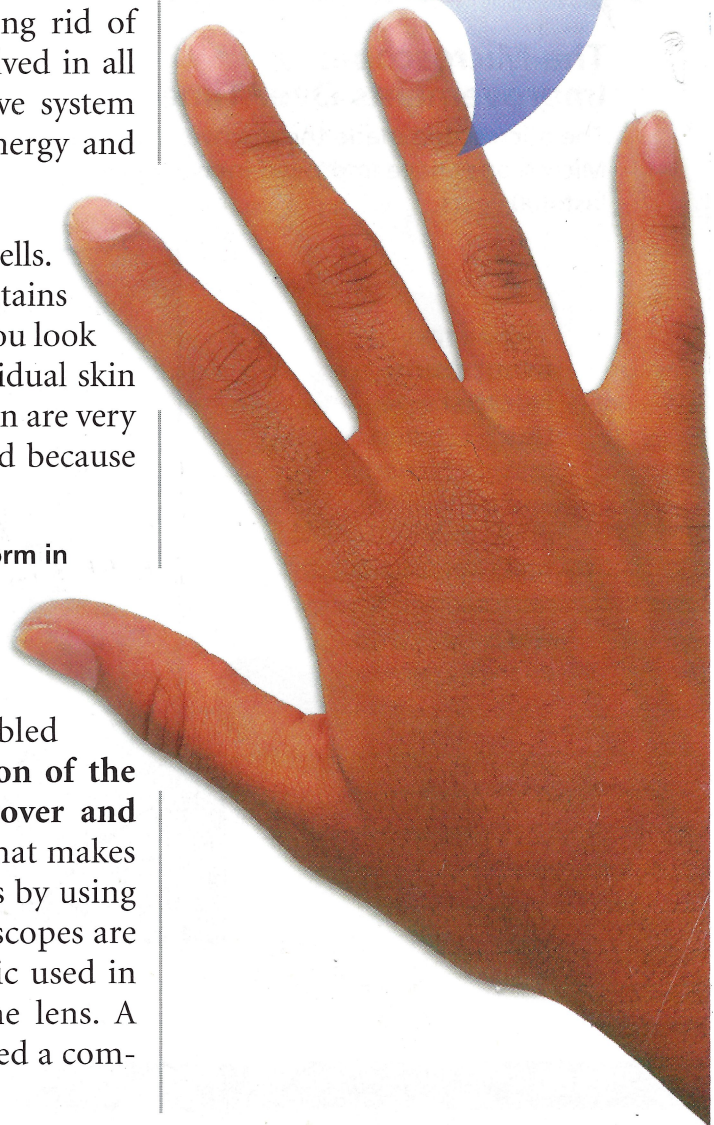 ng rid of
ved in all
ve system
nergy and
ells.
tains
ou look
idual skin
n are very
d because
orm in
bled
on of the
over and
hat makes
s by using
scopes are
ic used in
ne lens. A
ed a com-